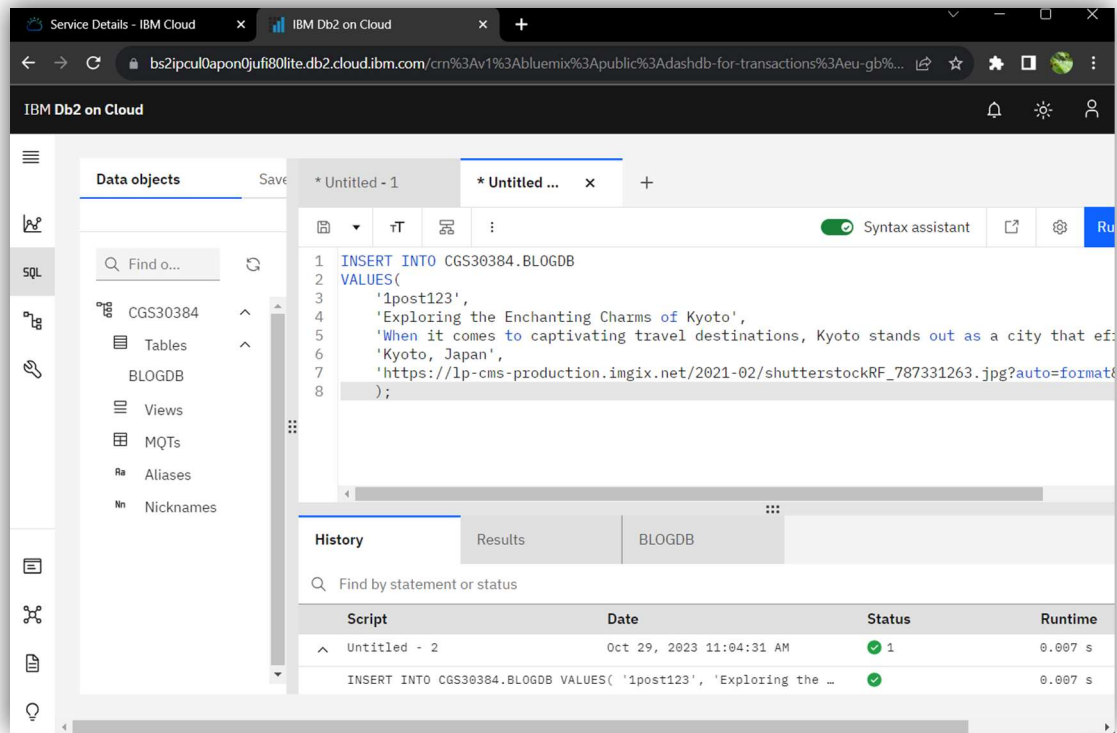 Service Details - IBM Cloud
IBM Db2 on Cloud
bs2ipcul0apon0jufi80lite.db2.cloud.ibm.com/crn%3Av1%3Abluemix%3Apublic%3Adashdb-for-transactions%3Aeu-gb%...
IBM Db2 on Cloud
Data objects
Save
* Untitled - 1
* Untitled ...
Syntax assistant
Ru
SQL
Find o...
CGS30384
Tables
BLOGDB
Views
MQTs
Aa Aliases
Nn Nicknames
1 INSERT INTO CGS30384.BLOGDB
2 VALUES(
3 '1post123',
4 'Exploring the Enchanting Charms of Kyoto',
5 'When it comes to captivating travel destinations, Kyoto stands out as a city that ef
6 'Kyoto, Japan',
7 'https://lp-cms-production.imgix.net/2021-02/shutterstockRF_787331263.jpg?auto=format&
8 );
History
Results
BLOGDB
Find by statement or status
Script Date Status Runtime
Untitled - 2 Oct 29, 2023 11:04:31 AM 1 0.007 s
INSERT INTO CGS30384.BLOGDB VALUES( '1post123', 'Exploring the … 0.007 s